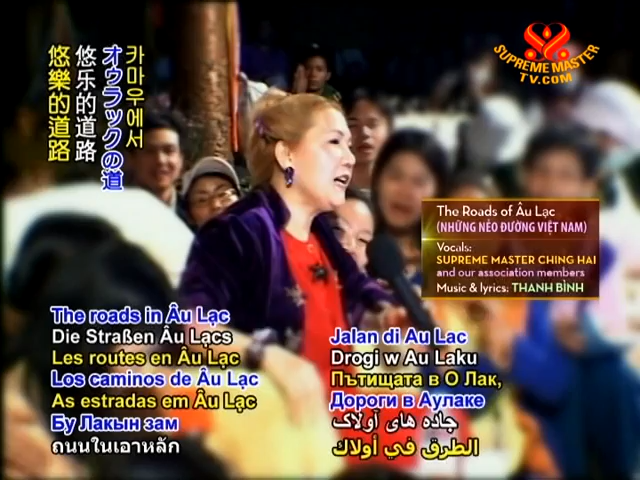 카마우에서
オゥラックの道
悠乐的道路
悠樂的道路
SUPREME MASTER
TV.COM
The Roads of Âu Lạc
(NHỮNG NẺO ĐƯỜNG VIỆT NAM)
Vocals:
SUPREME MASTER CHING HAI
and our association members
Music & lyrics: THANH BÌNH
The roads in Âu Lạc
Die Straßen Âu Lạcs
Les routes en Âu Lạc
Los caminos de Âu Lạc
As estradas em Âu Lạc
Бу Лакын зам
ถนนในเอาหลัก
Jalan di Au Lac
Drogi w Au Laku
Пътищата в О Лак,
Дороги в Аулаке
جاده های آولاک
الطرق في أولاك